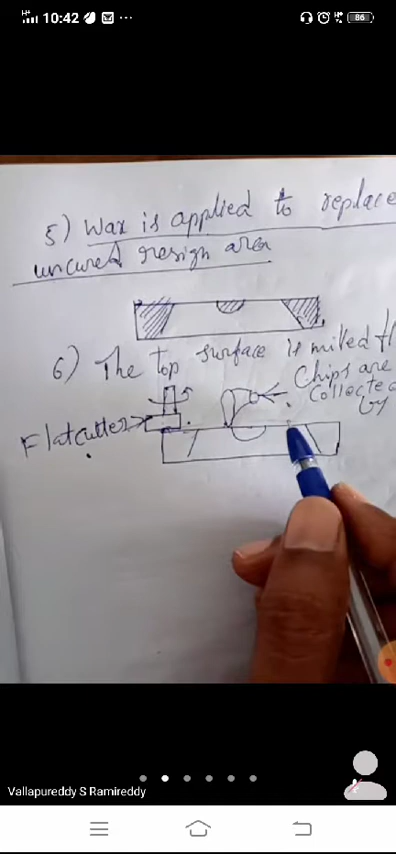 H+ 10:42 86
5) Wax is applied to replace
uncured resign area
6) The top surface is milled
Chips are
Flatcutter
Collecte
by
Vallapureddy S Ramireddy